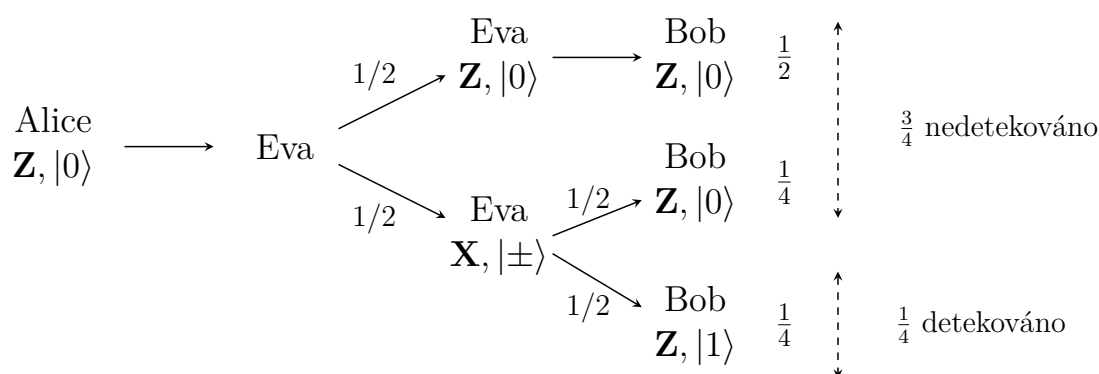 Alice
Z, |0⟩
Eva
1/2
1/2
Eva
Z, |0⟩
Eva
X, |±⟩
1/2
1/2
Bob
Z, |0⟩
1/2
Bob
Z, |0⟩
1/4
Bob
Z, |1⟩
1/4
3/4 nedetekováno
1/4 detekováno